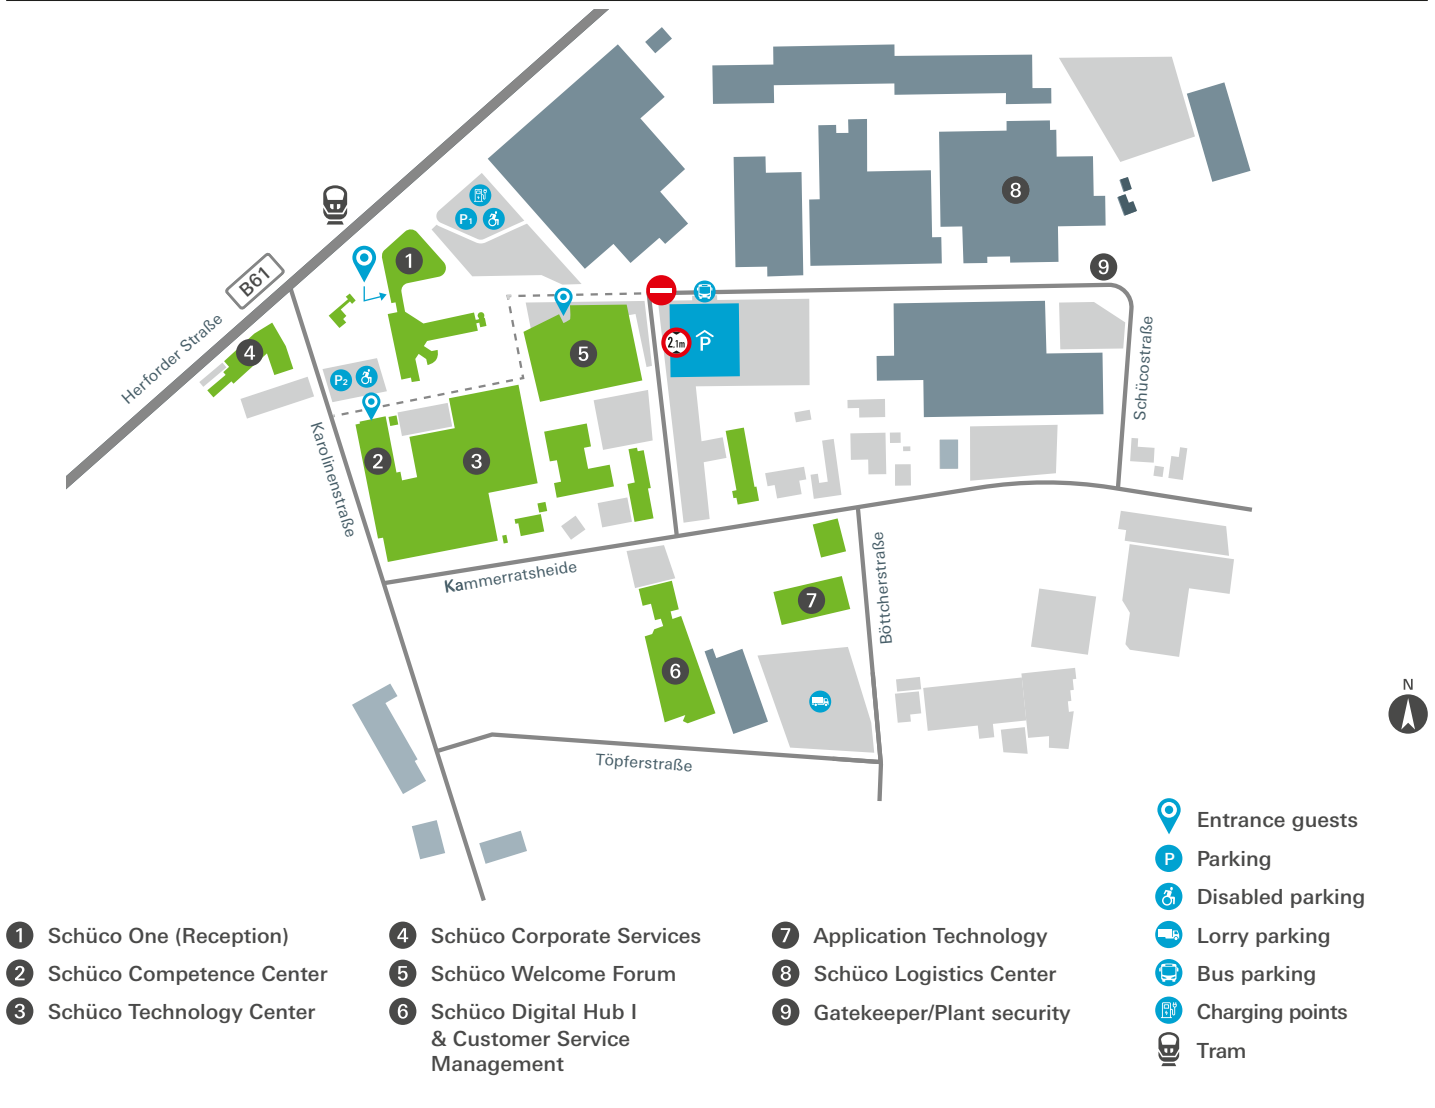 B61
Herforder Straße
1
P1
4
5
2.1m
P
8
9
P2
2
3
Karolinenstraße
Schücostraße
Kammerratsheide
7
6
Böttcherstraße
Töpferstraße
N
Entrance guests
P Parking
Disabled parking
Lorry parking
Bus parking
Charging points
Tram
1 Schüco One (Reception)
2 Schüco Competence Center
3 Schüco Technology Center
4 Schüco Corporate Services
5 Schüco Welcome Forum
6 Schüco Digital Hub I
& Customer Service
Management
7 Application Technology
8 Schüco Logistics Center
9 Gatekeeper/Plant security